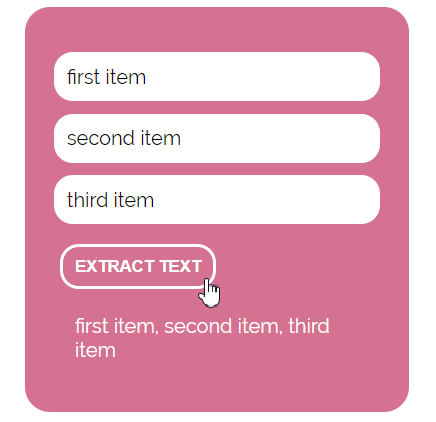 first item
second item
third item
EXTRACT TEXT
first item, second item, third
item